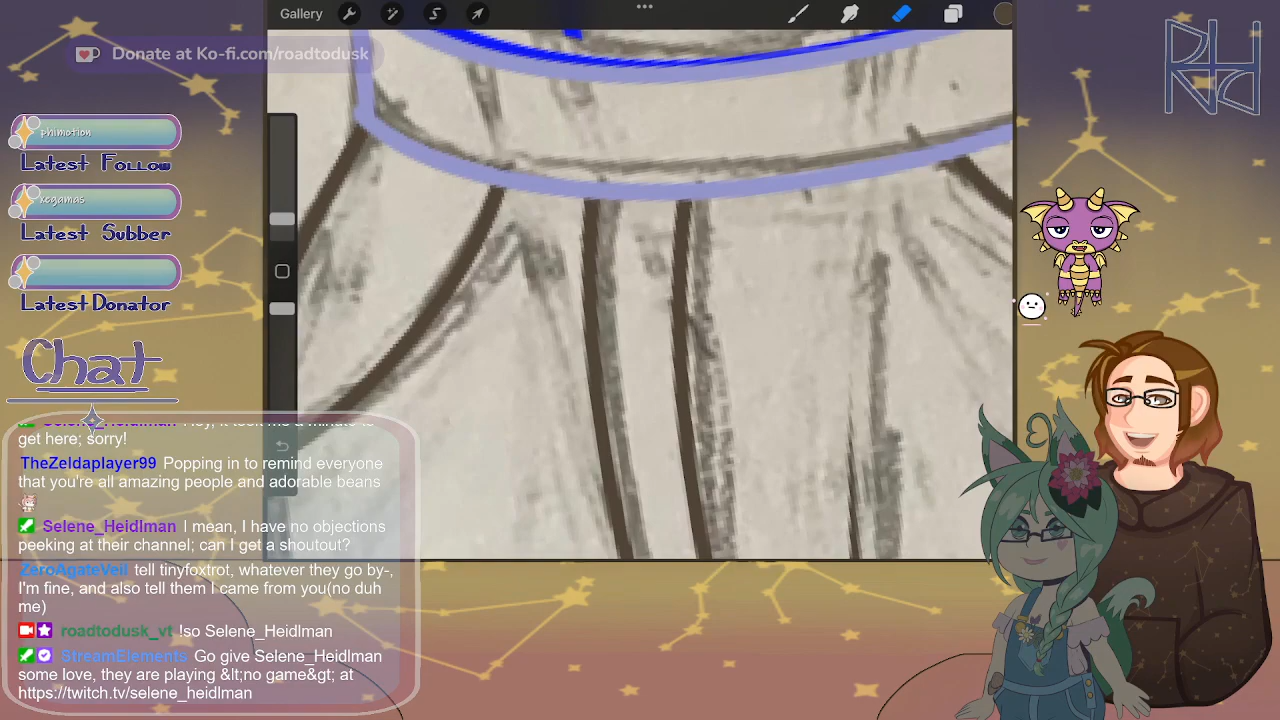 Gallery
Donate at Ko-fi.com/roadtodusk
phimotion
Latest Follow
xegamas
Latest Subber
Latest Donator
Chat
get here; sorry!
TheZeldaplayer99 Popping in to remind everyone
that you're all amazing people and adorable beans
Selene_Heidlman I mean, I have no objections
peeking at their channel; can I get a shoutout?
ZeroAgateVeil tell tinyfoxtrot, whatever they go by-,
I'm fine, and also tell them I came from you(no duh
me)
roadtodusk_vt !so Selene_Heidlman
StreamElements Go give Selene_Heidlman
some love, they are playing &lt;no game&gt; at
https://twitch.tv/selene_heidlman